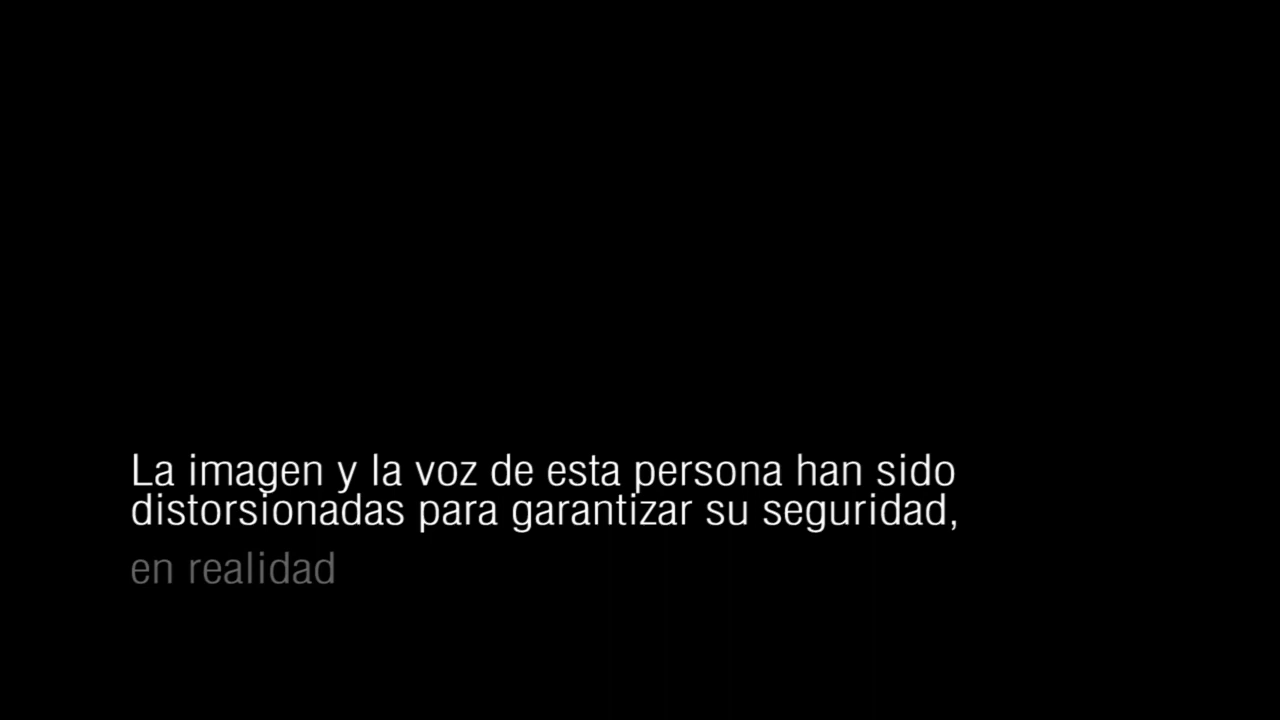 La imagen y la voz de esta persona han sido
distorsionadas para garantizar su seguridad,
en realidad